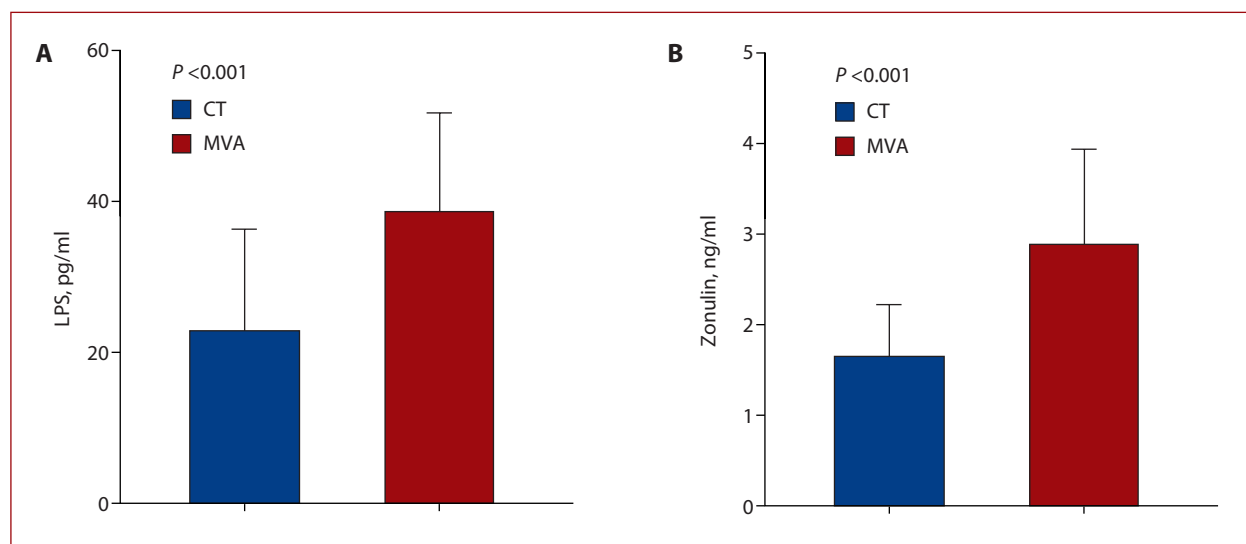 A
P <0.001
CT
MVA
LPS, pg/ml
60
40
20
0
B
P <0.001
CT
MVA
Zonulin, ng/ml
5
4
3
2
1
0